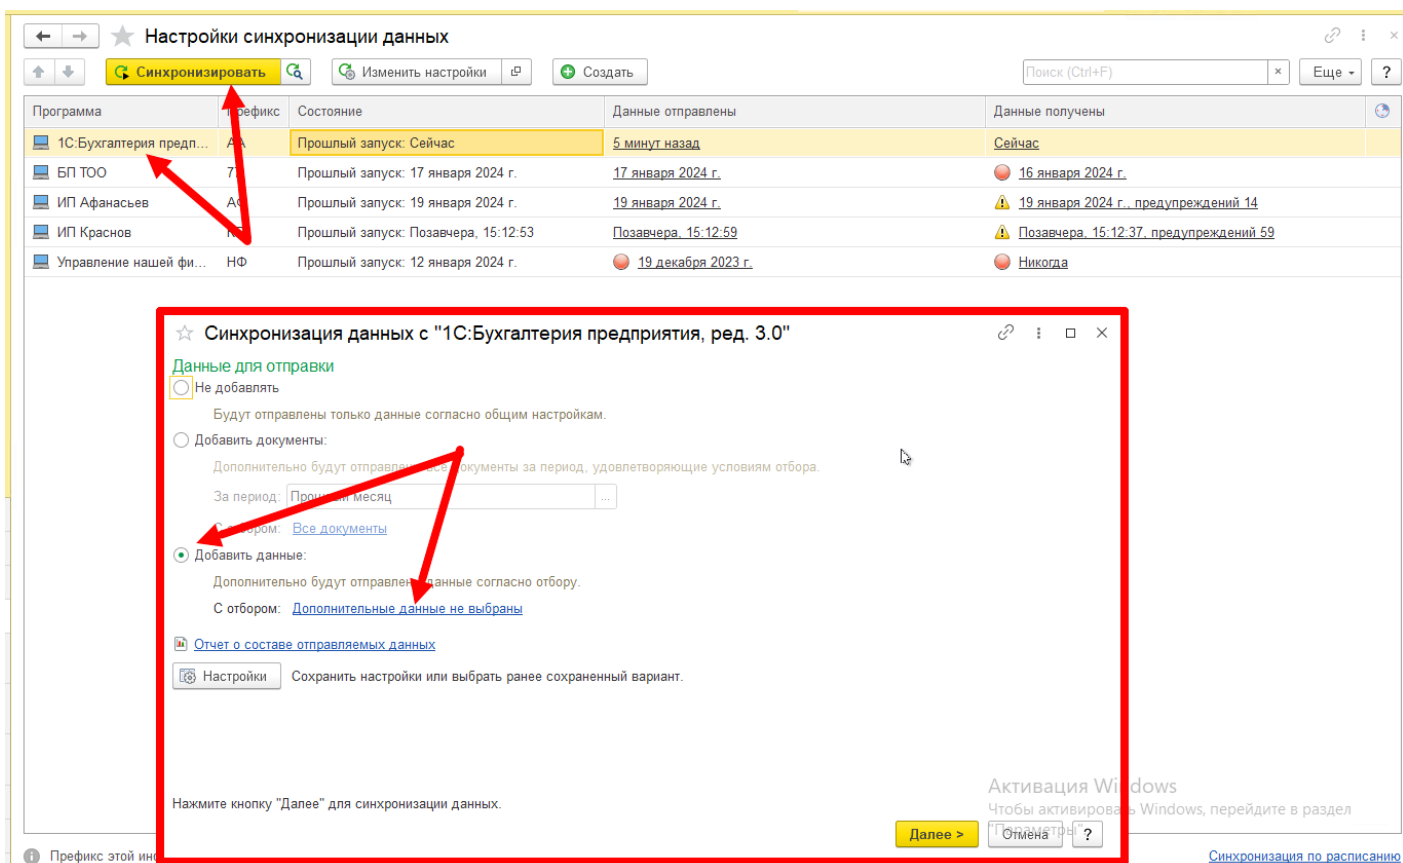 Настройки синхронизации данных
Синхронизировать Изменить настройки Создать Поиск (Ctrl+F) × Еще ?
Программа Префикс Состояние Данные отправлены Данные получены
1С:Бухгалтерия предп... АА Прошлый запуск: Сейчас 5 минут назад Сейчас
БП ТОО Прошлый запуск: 17 января 2024 г. 17 января 2024 г. 16 января 2024 г.
ИП Афанасьев АФ Прошлый запуск: 19 января 2024 г. 19 января 2024 г. 19 января 2024 г., предупреждений 14
ИП Краснов Прошлый запуск: Позавчера, 15:12:53 Позавчера, 15:12:59 Позавчера, 15:12:37, предупреждений 59
Управление нашей фи... НФ Прошлый запуск: 12 января 2024 г. 19 декабря 2023 г. Никогда
Синхронизация данных с "1С:Бухгалтерия предприятия, ред. 3.0"
Данные для отправки
Не добавлять
Будут отправлены только данные согласно общим настройкам.
Добавить документы:
Дополнительно будут отправлены все документы за период, удовлетворяющие условиям отбора.
За период: Прошлый месяц ...
С отбором: Все документы
Добавить данные:
Дополнительно будут отправлены данные согласно отбору.
С отбором: Дополнительные данные не выбраны
Отчет о составе отправляемых данных
Настройки Сохранить настройки или выбрать ранее сохраненный вариант.
Активация Windows
Нажмите кнопку "Далее" для синхронизации данных.
Чтобы активировать Windows, перейдите в раздел
"Параметры".
Далее > Отмена ?
Префикс этой Синхронизация по расписанию